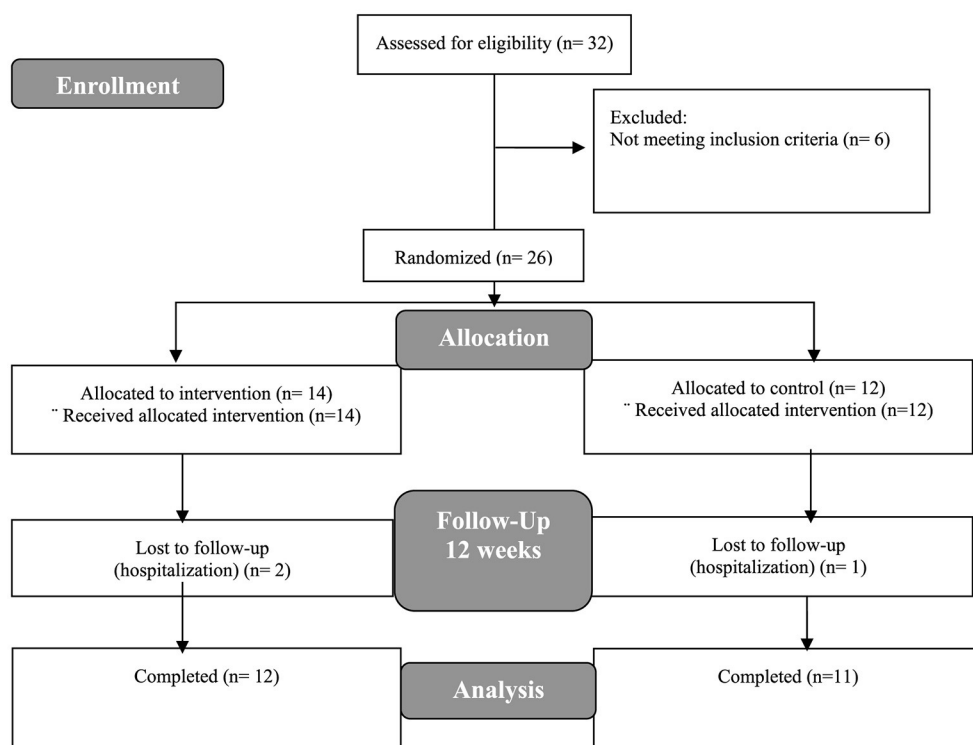 Assessed for eligibility (n= 32)
Enrollment
Excluded:
Not meeting inclusion criteria (n= 6)
Randomized (n= 26)
Allocation
Allocated to intervention (n= 14)
¨ Received allocated intervention (n=14)
Allocated to control (n= 12)
¨ Received allocated intervention (n=12)
Follow-Up
12 weeks
Lost to follow-up
(hospitalization) (n= 2)
Lost to follow-up
(hospitalization) (n= 1)
Completed (n= 12)
Analysis
Completed (n=11)